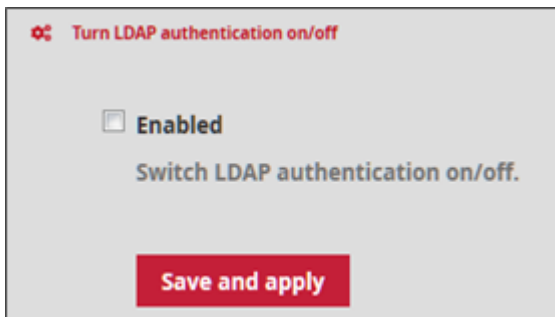 Turn LDAP authentication on/off
Enabled
Switch LDAP authentication on/off.
Save and apply